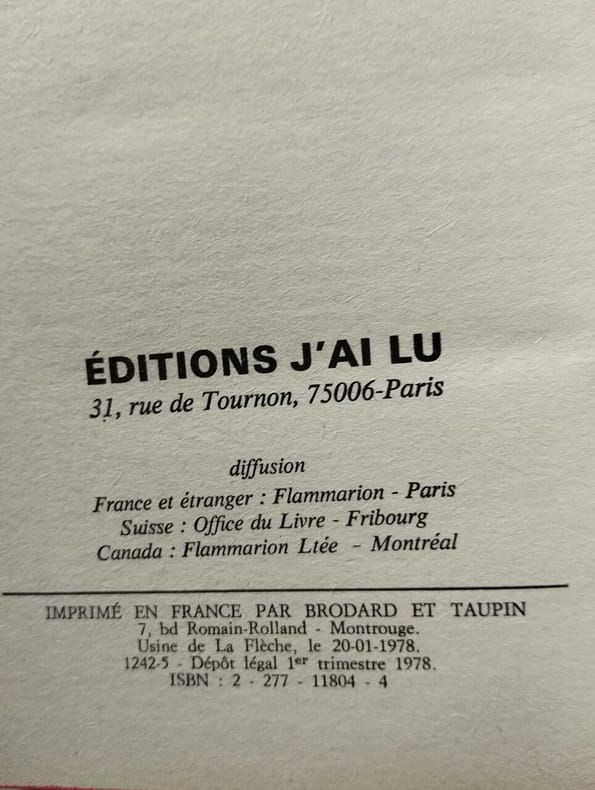 ÉDITIONS J'AI LU
31, rue de Tournon, 75006-Paris
diffusion
France et étranger : Flammarion - Paris
Suisse : Office du Livre - Fribourg
Canada : Flammarion Ltée - Montréal
IMPRIMÉ EN FRANCE PAR BRODARD ET TAUPIN
7, bd Romain-Rolland - Montrouge.
Usine de La Flèche, le 20-01-1978.
1242-5 - Dépôt légal 1er trimestre 1978.
ISBN : 2 - 277 - 11804 - 4